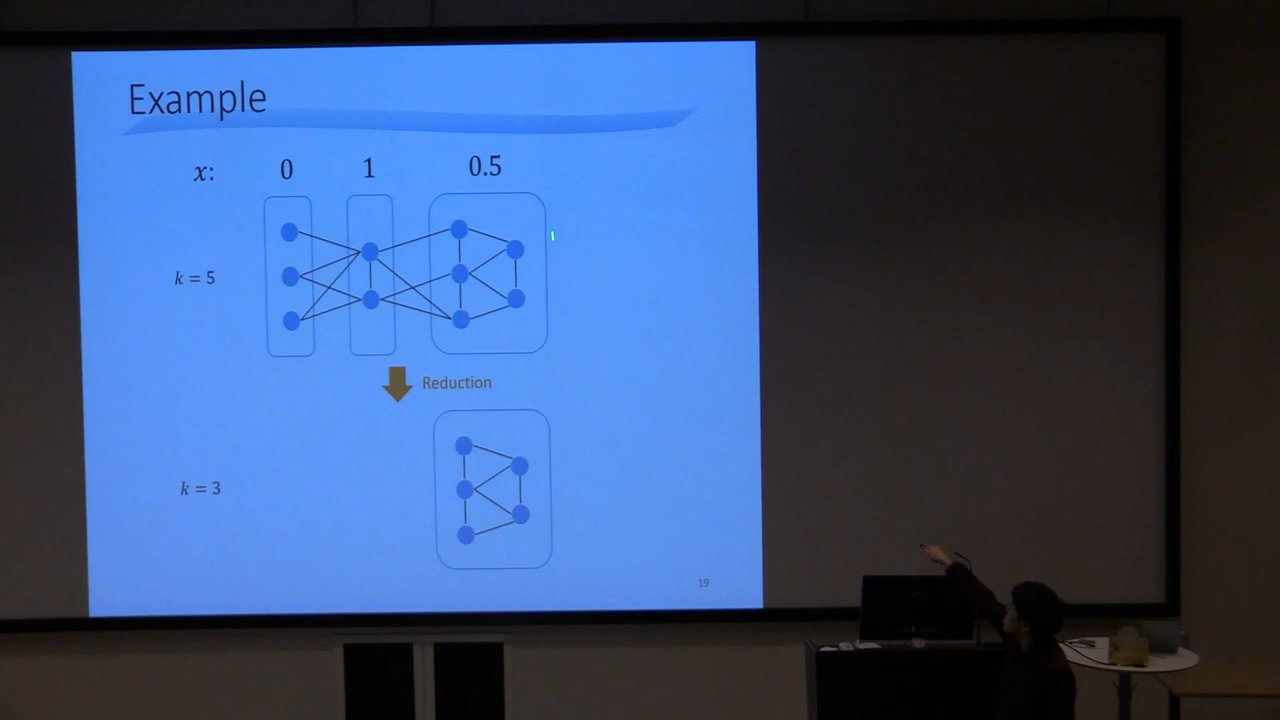 Example
x: 0 1 0.5
k = 5
Reduction
k = 3
19